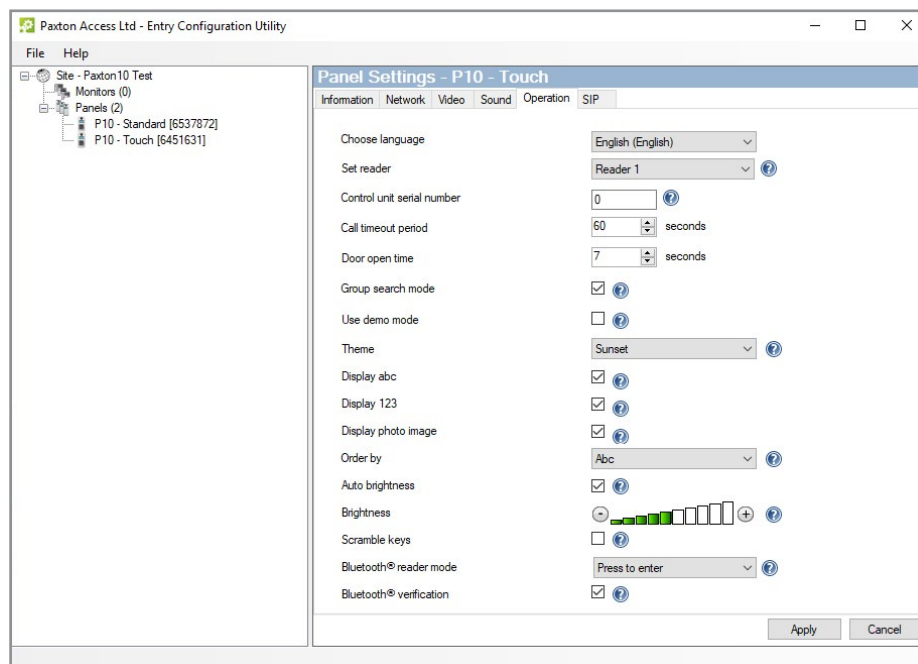 Paxton Access Ltd - Entry Configuration Utility
File Help
Site - Paxton10 Test
Monitors (0)
Panels (2)
P10 - Standard [6537872]
P10 - Touch [6451631]
Panel Settings - P10 - Touch
Information Network Video Sound Operation SIP
Choose language English (English)
Set reader Reader 1 ?
Control unit serial number 0 ?
Call timeout period 60 seconds
Door open time 7 seconds
Group search mode ?
Use demo mode ?
Theme Sunset ?
Display abc ?
Display 123 ?
Display photo image ?
Order by Abc ?
Auto brightness ?
Brightness - + ?
Scramble keys ?
Bluetooth® reader mode Press to enter ?
Bluetooth® verification ?
Apply Cancel